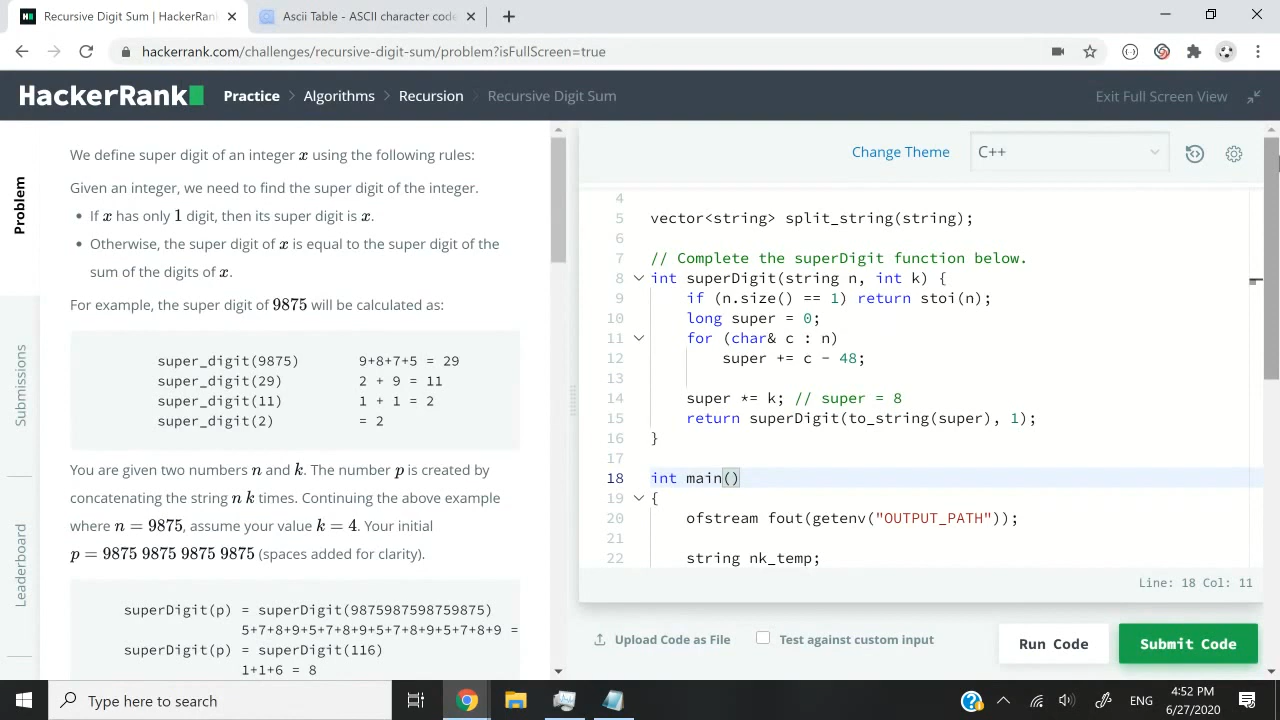 Recursive Digit Sum | HackerRan
Ascii Table - ASCII character code
hackerrank.com/challenges/recursive-digit-sum/problem?isFullScreen=true
HackerRank
Practice > Algorithms > Recursion > Recursive Digit Sum
Exit Full Screen View
Problem
Submissions
Leaderboard
We define super digit of an integer x using the following rules:
Given an integer, we need to find the super digit of the integer.
• If x has only 1 digit, then its super digit is x.
• Otherwise, the super digit of x is equal to the super digit of the
sum of the digits of x.
For example, the super digit of 9875 will be calculated as:
super_digit(9875) 9+8+7+5 = 29
super_digit(29) 2 + 9 = 11
super_digit(11) 1 + 1 = 2
super_digit(2) = 2
You are given two numbers n and k. The number p is created by
concatenating the string n k times. Continuing the above example
where n = 9875, assume your value k = 4. Your initial
p = 9875 9875 9875 9875 (spaces added for clarity).
superDigit(p) = superDigit(9875987598759875)
5+7+8+9+5+7+8+9+5+7+8+9+5+7+8+9 =
superDigit(p) = superDigit(116)
1+1+6 = 8
Change Theme
C++
4
5 vector<string> split_string(string);
6
7 // Complete the superDigit function below.
8 int superDigit(string n, int k) {
9 if (n.size() == 1) return stoi(n);
10 long super = 0;
11 for (char& c : n)
12 super += c - 48;
13
14 super *= k; // super = 8
15 return superDigit(to_string(super), 1);
16 }
17
18 int main()
19 {
20 ofstream fout(getenv("OUTPUT_PATH"));
21
22 string nk_temp;
Line: 18 Col: 11
Upload Code as File
Test against custom input
Run Code
Submit Code
Type here to search
ENG
4:52 PM
6/27/2020